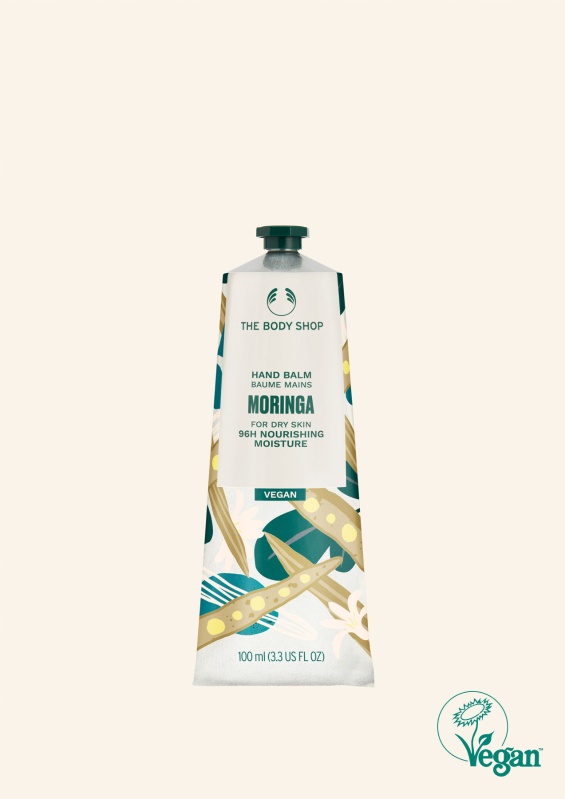 THE BODY SHOP
HAND BALM
BAUME MAINS
MORINGA
FOR DRY SKIN
96H NOURISHING
MOISTURE
VEGAN
100 ml (3.3 US FL OZ)
Vegan™